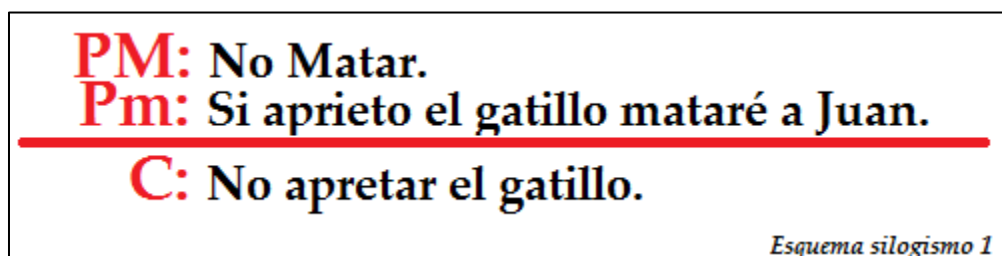 PM: No Matar.
Pm: Si aprieto el gatillo mataré a Juan.
C: No apretar el gatillo.
Esquema silogismo 1